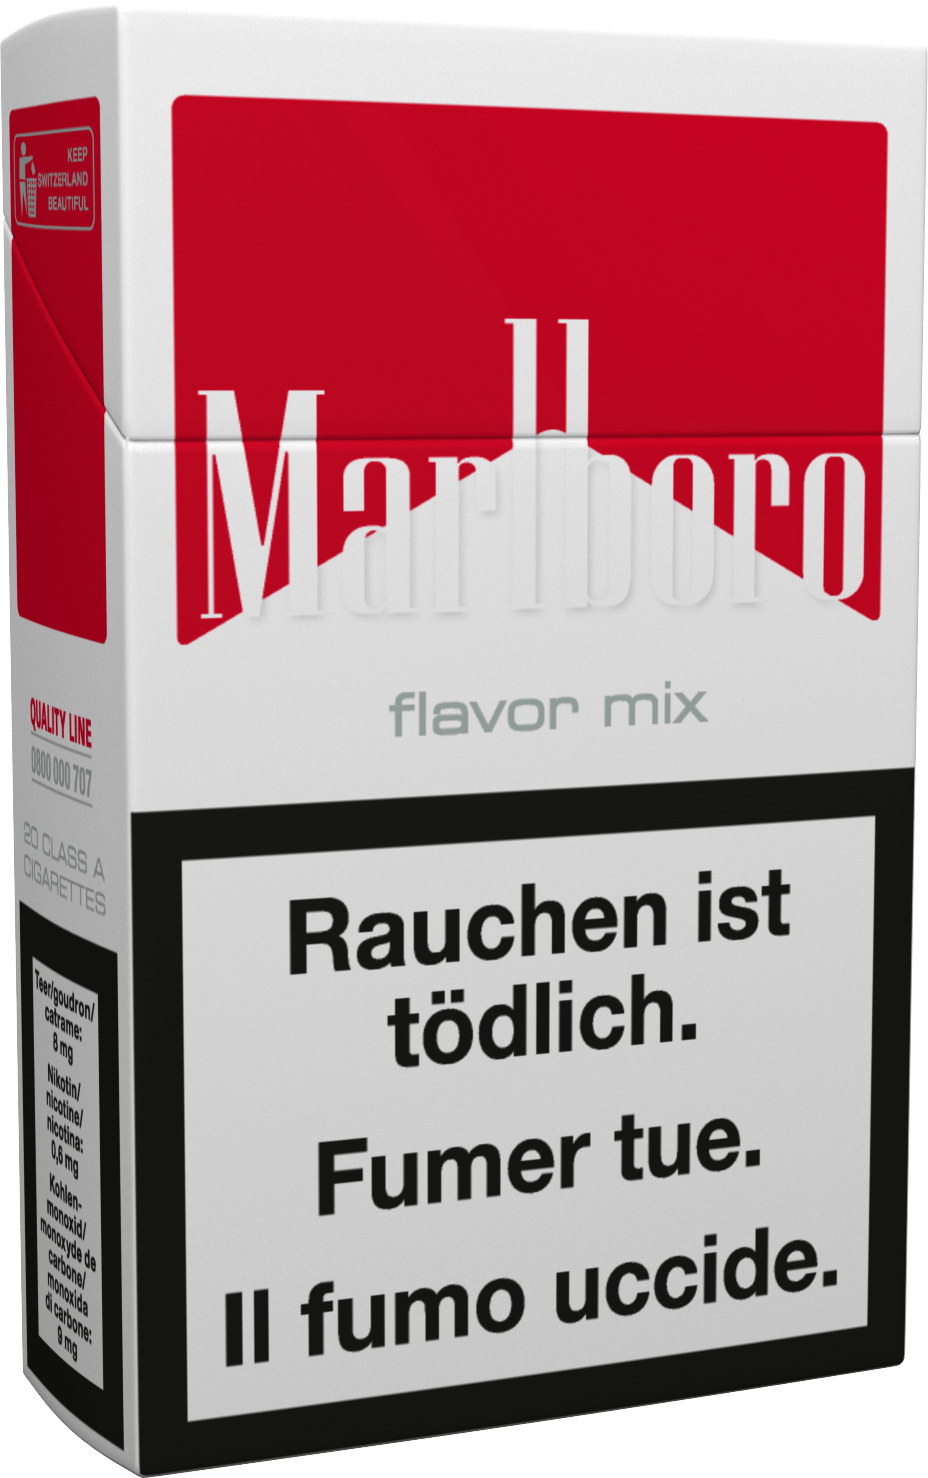 KEEP
SWITZERLAND
BEAUTIFUL
Marlboro
flavor mix
QUALITY LINE
0800 000 707
20 CLASS A
CIGARETTES
Teer/goudron/
catrame:
8 mg
Nikotin/
nicotine/
nicotina:
0,6 mg
Kohlen-
monoxid/
monoxyde de
carbone/
monoxida
di carbone:
9 mg
Rauchen ist
tödlich.
Fumer tue.
Il fumo uccide.